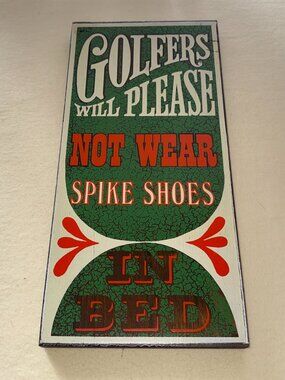 GOLFERS
WILL PLEASE
NOT WEAR
SPIKE SHOES
IN
BED